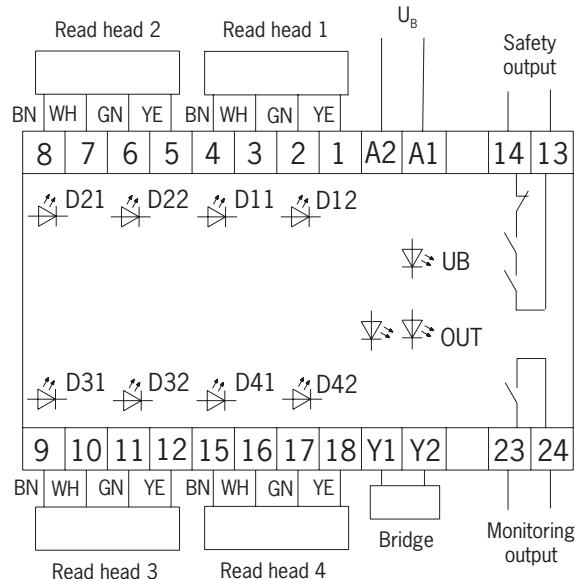 Read head 2 Read head 1 U_B Safety output
BN WH GN YE BN WH GN YE
8 7 6 5 4 3 2 1 A2 A1 14 13
D21 D22 D11 D12
UB
OUT
D31 D32 D41 D42
9 10 11 12 15 16 17 18 Y1 Y2 23 24
BN WH GN YE BN WH GN YE
Read head 3 Read head 4 Bridge Monitoring output